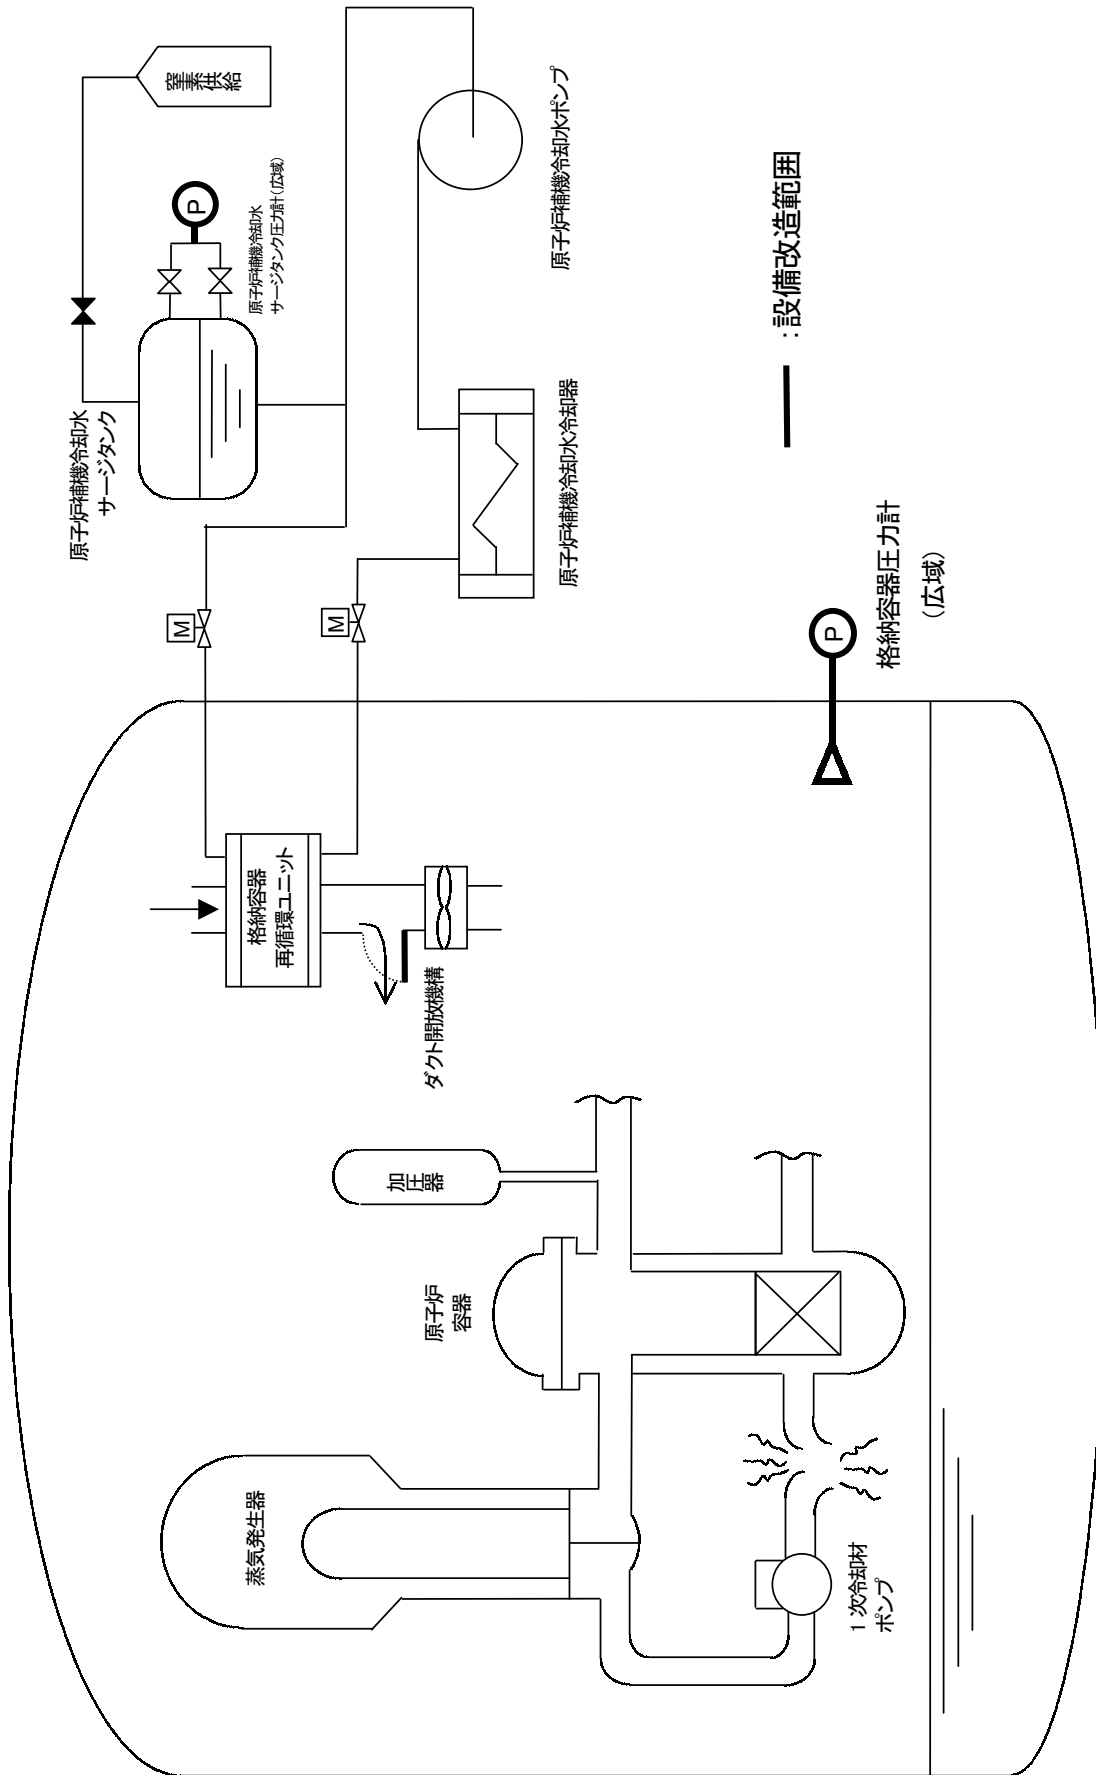 蒸気発生器
原子炉
容器
加圧器
1次冷却材
ポンプ
ダクト開放機構
格納容器
再循環ユニット
M
M
原子炉補機冷却水
サージタンク
P
原子炉補機冷却水
サージタンク圧力計(広域)
窒素供給
原子炉補機冷却水冷却器
原子炉補機冷却水ポンプ
P
格納容器圧力計
(広域)
:設備改造範囲